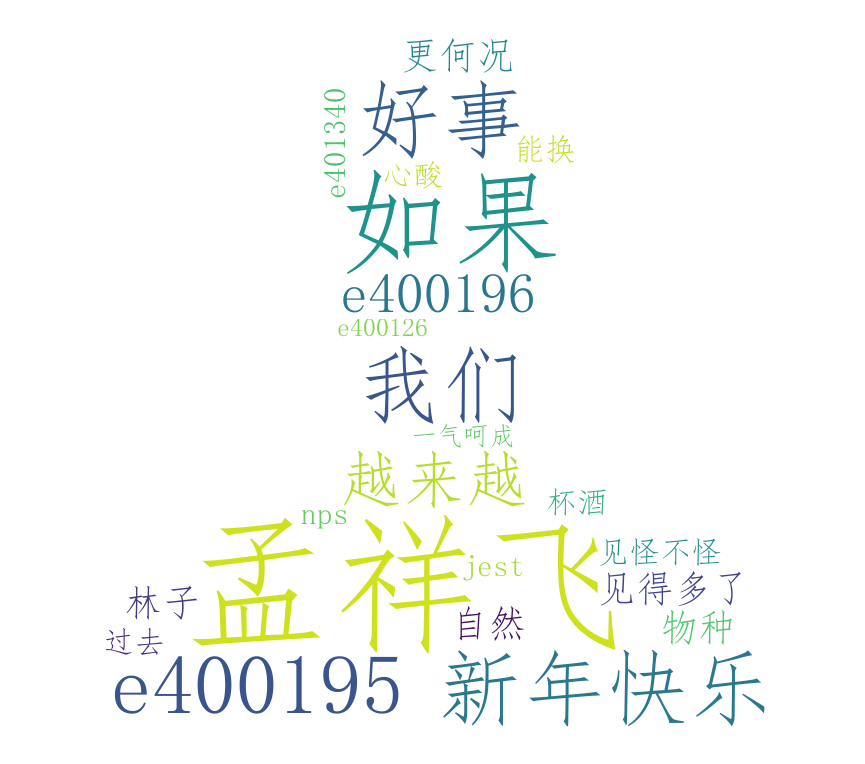 更何况
好事
e401340
能换
心酸
如果
e400196
e400126
我们
一气呵成
越来越
杯酒
nps
孟祥飞
jest
见怪不怪
见得多了
林子
自然
物种
过去
e400195
新年快乐